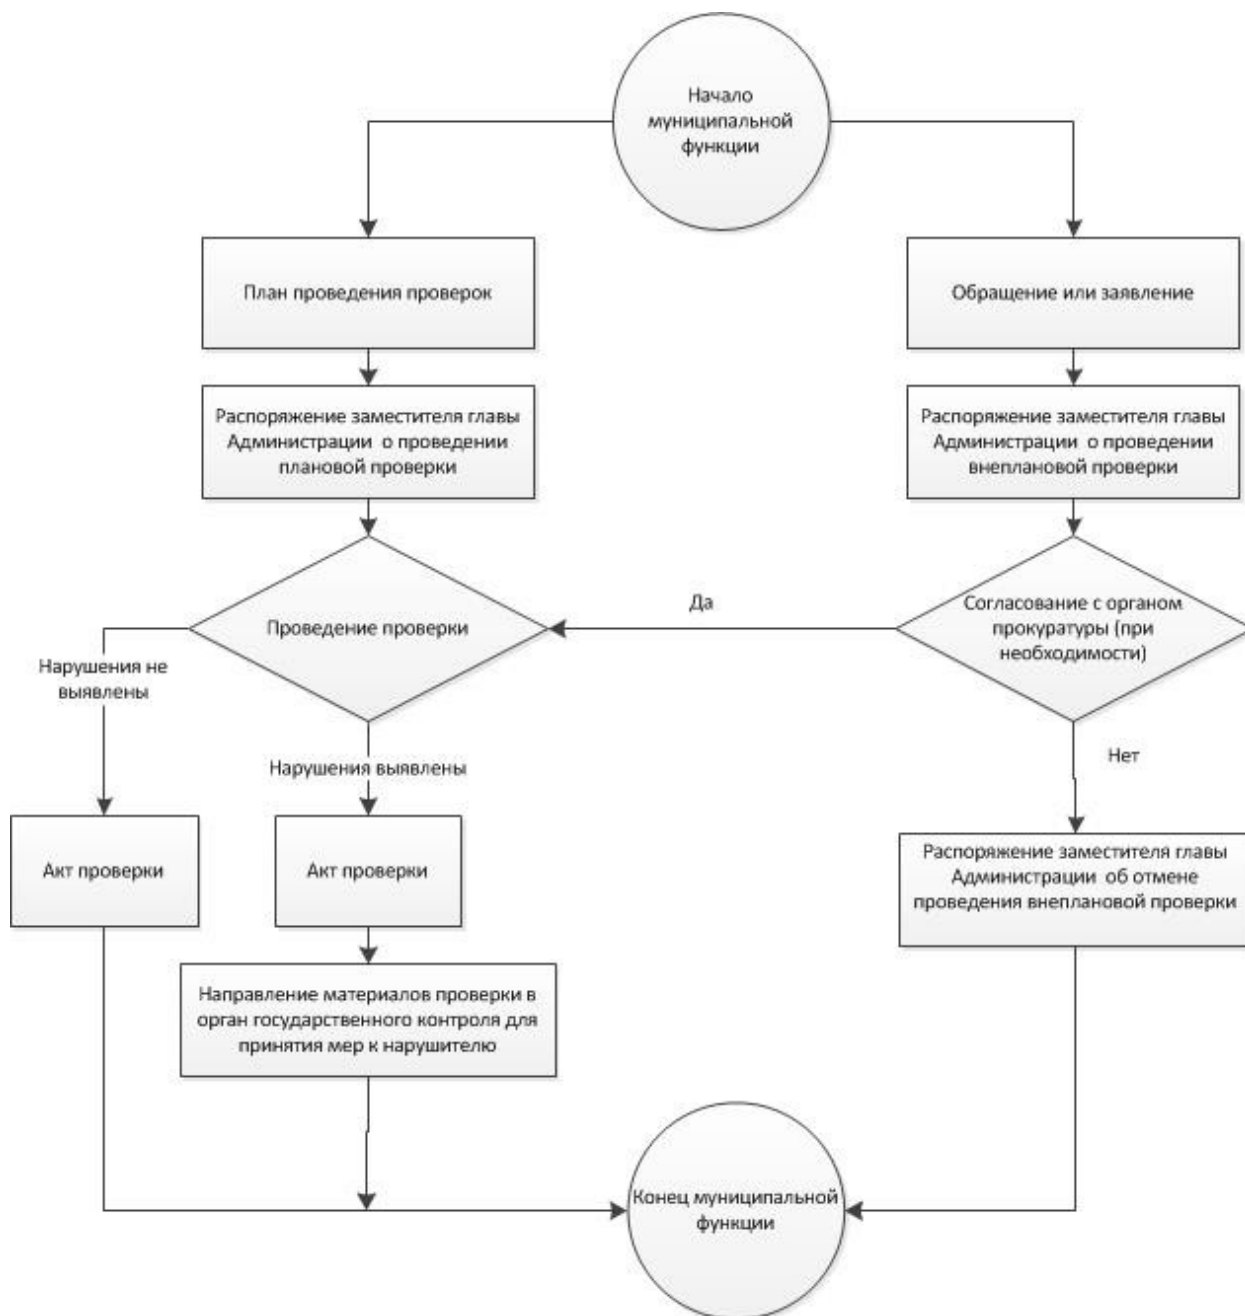 Начало
муниципальной
функции
План проведения проверок
Обращение или заявление
Распоряжение заместителя главы
Администрации о проведении
плановой проверки
Распоряжение заместителя главы
Администрации о проведении
внеплановой проверки
Проведение проверки
Да
Согласование с органом
прокуратуры (при
необходимости)
Нарушения не
выявлены
Нарушения выявлены
Нет
Акт проверки
Акт проверки
Распоряжение заместителя главы
Администрации об отмене
проведения внеплановой проверки
Направление материалов проверки в
орган государственного контроля для
принятия мер к нарушителю
Конец муниципальной
функции